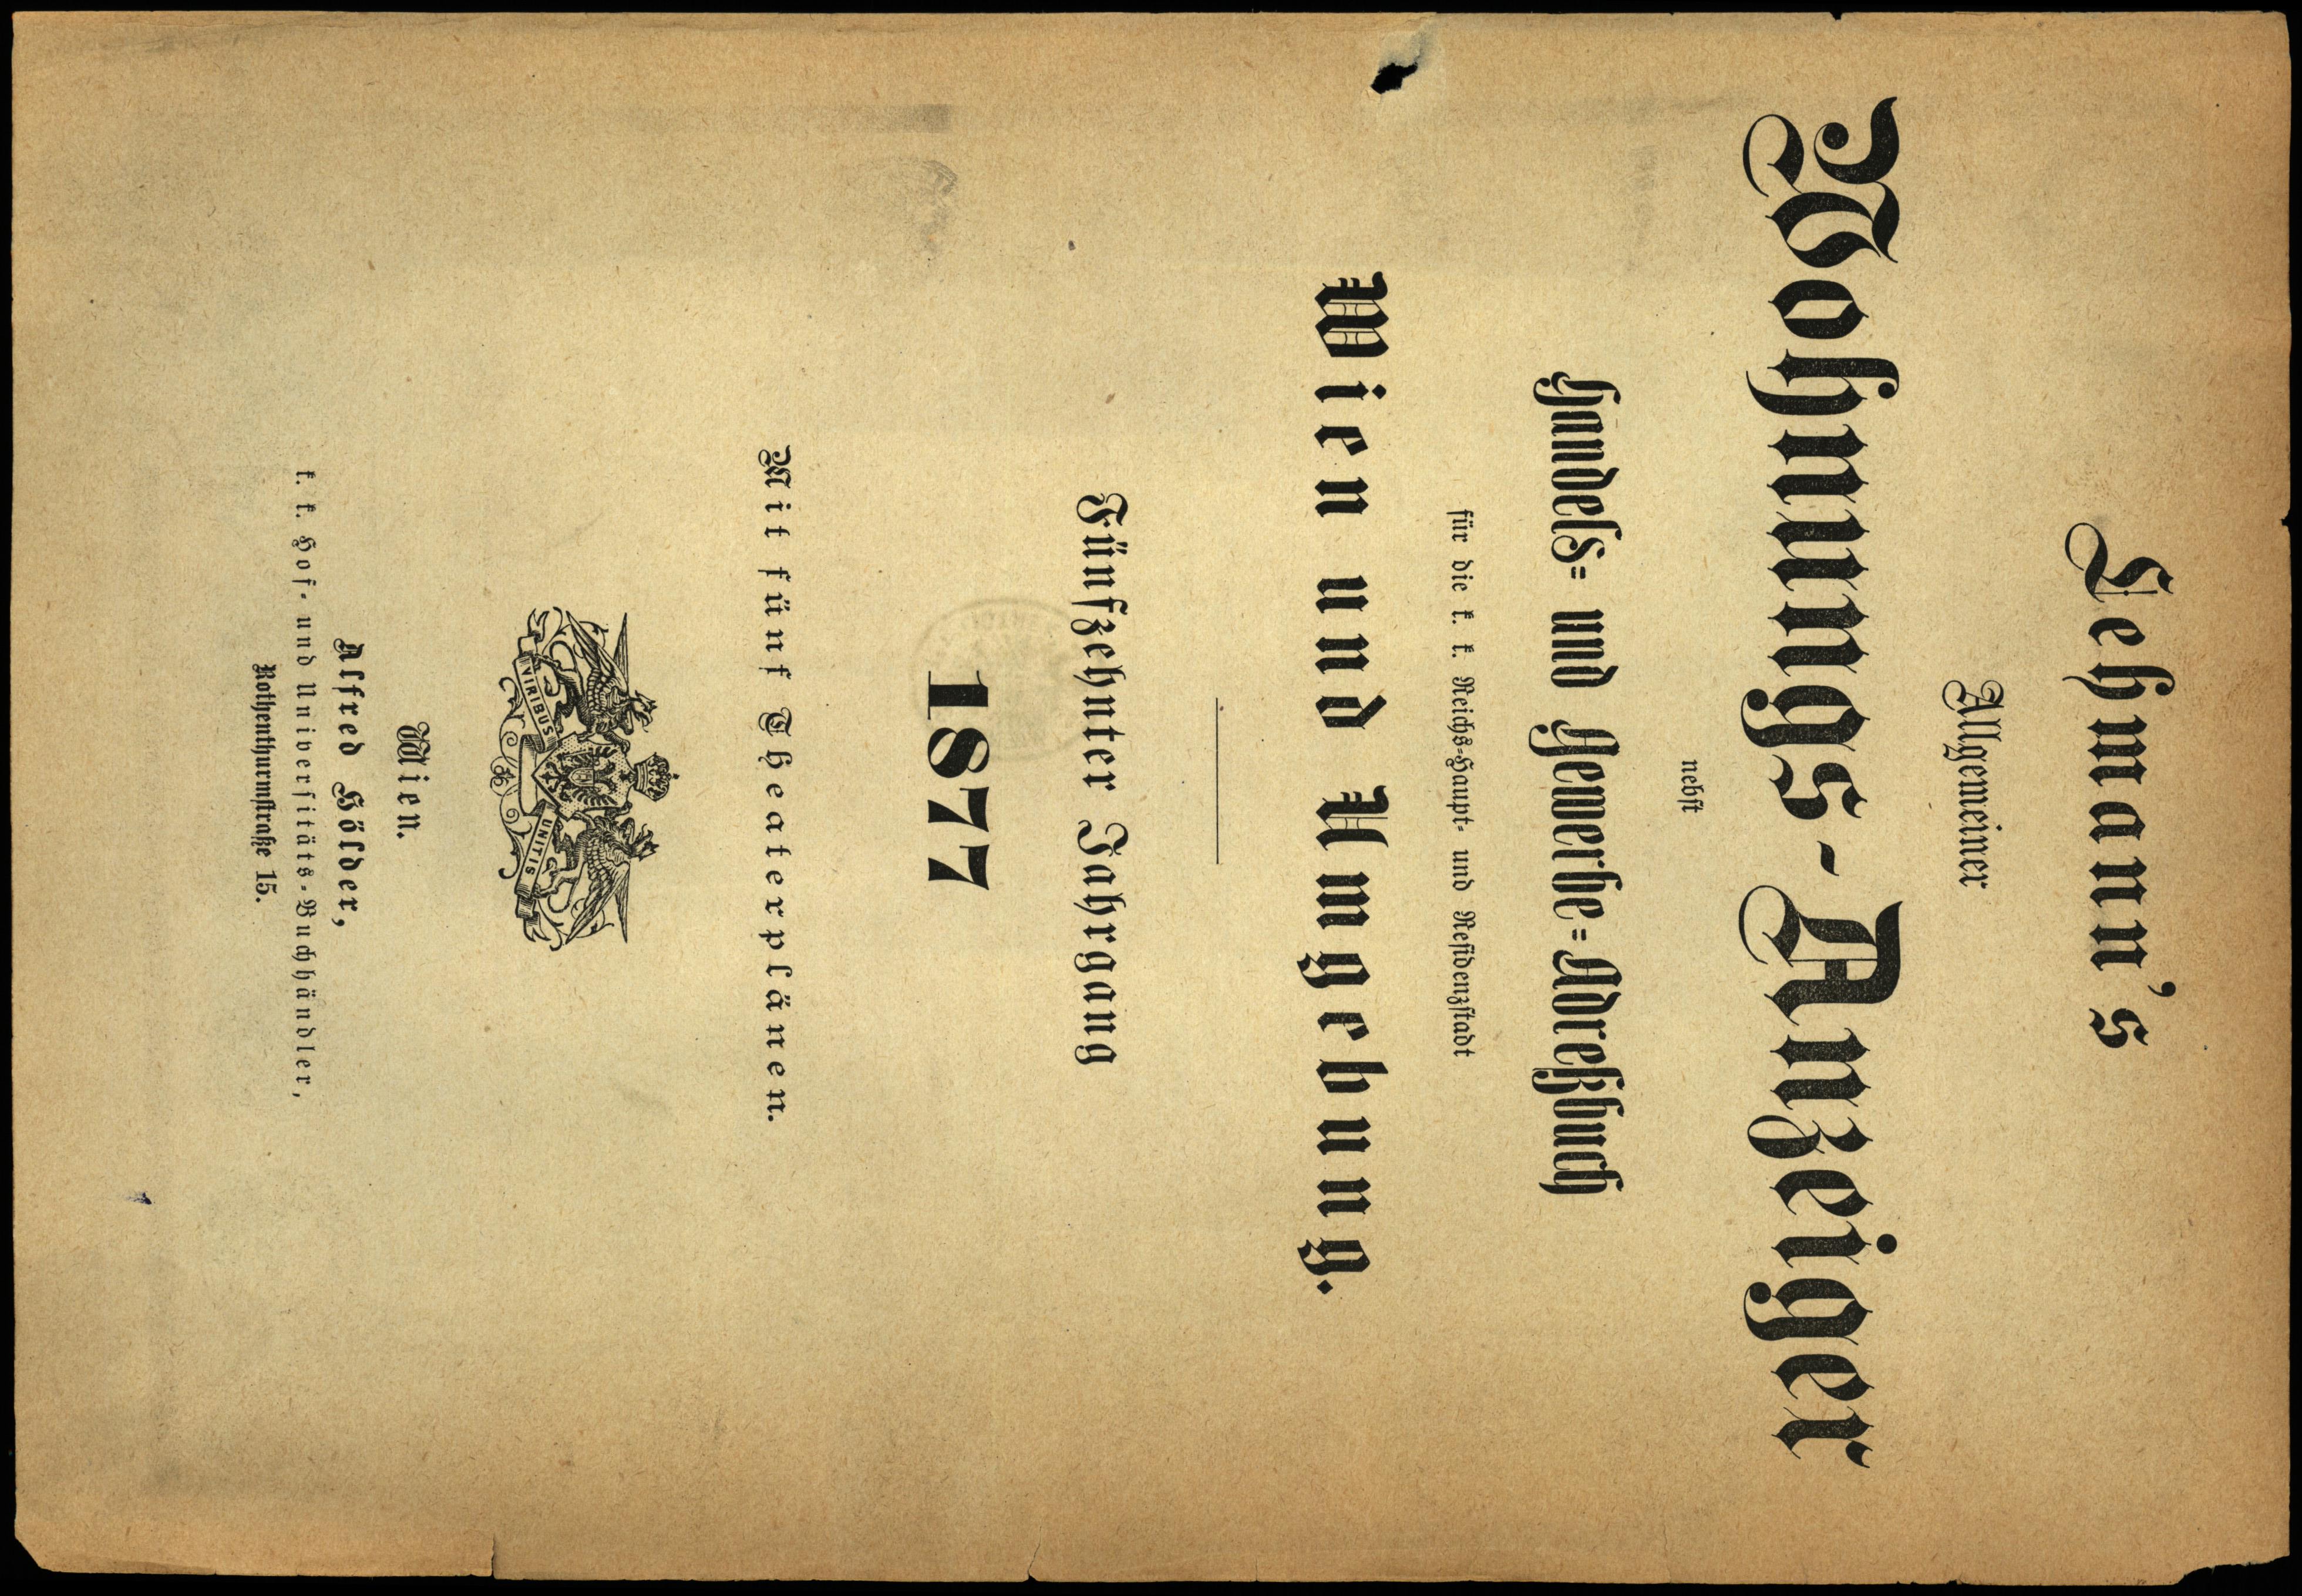 Lehmann's
Allgemeiner
Wohnungs-Anzeiger
nebst
Handels- und Gewerbe-Adreßbuch
für die k. k. Reichs-Haupt- und Residenzstadt
Wien und Umgebung.
Fünfzehnter Jahrgang
1877
Mit fünf Theaterplänen.
VIRIBUS UNITIS
Wien.
Alfred Hölder,
k. k. Hof- und Universitäts-Buchhändler,
Rothenthurmstraße 15.